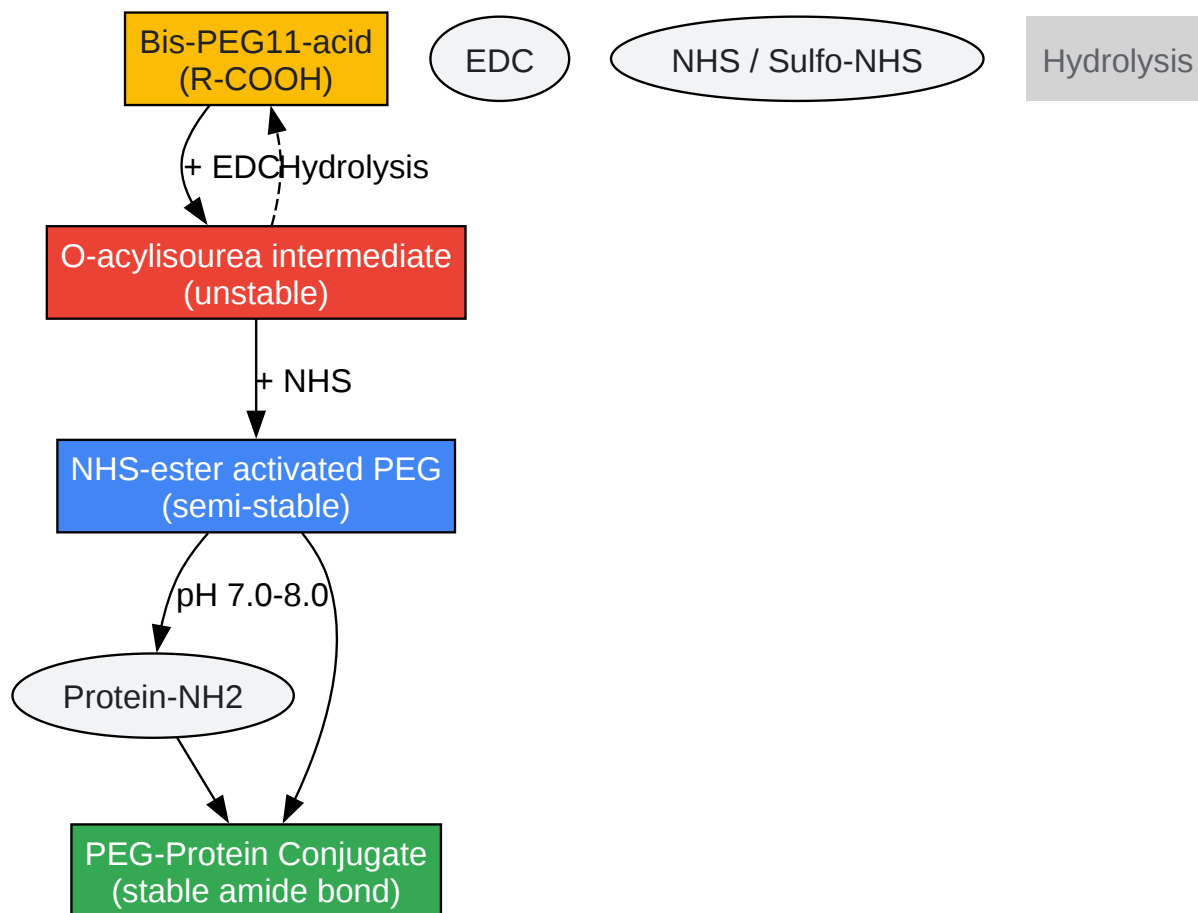 Bis-PEG11-acid
(R-COOH)
EDC
NHS / Sulfo-NHS
Hydrolysis
+ EDC
Hydrolysis
O-acylisourea intermediate
(unstable)
+ NHS
NHS-ester activated PEG
(semi-stable)
pH 7.0-8.0
Protein-NH2
PEG-Protein Conjugate
(stable amide bond)